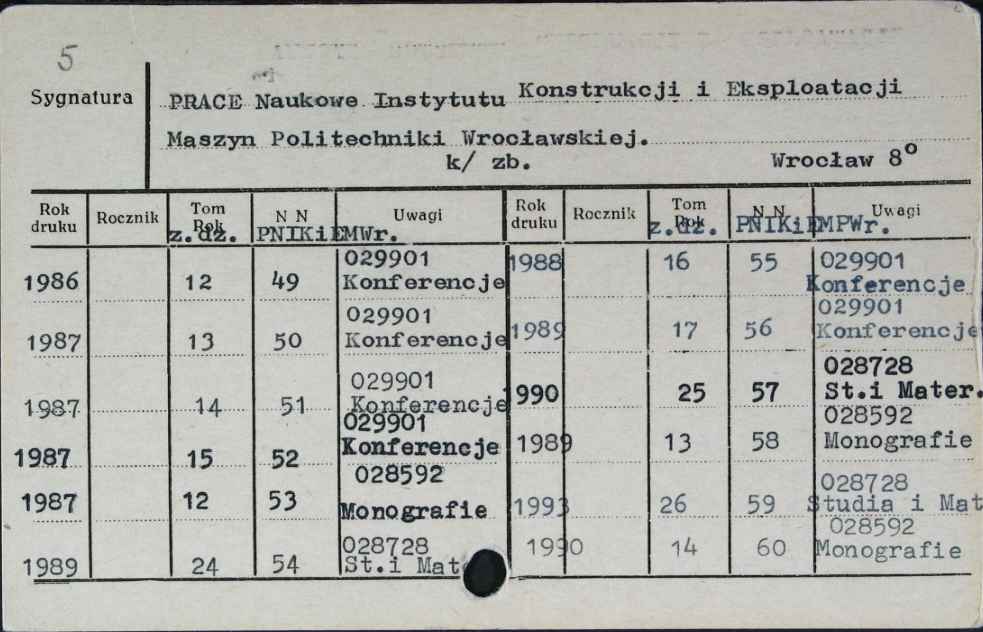 5
Sygnatura
PRACE Naukowe Instytutu Konstrukcji i Eksploatacji
Maszyn Politechniki Wrocławskiej.
k/ zb. Wrocław 8°
Rok druku Rocznik Tom Rok z.dz. N N PNIKiEMWr. Uwagi Rok druku Rocznik Tom Rok z.dz. N N PNIKiEMPWr. Uwagi
029901 1988 16 55 029901
1986 12 49 Konferencje Konferencje
029901 029901
1987 13 50 Konferencje 1989 17 56 Konferencje
029901 028728
1987 14 51 Konferencje 1990 25 57 St.i Mater.
029901 028592
1987 15 52 Konferencje 1989 13 58 Monografie
028592 028728
1987 12 53 Monografie 1993 26 59 Studia i Mat
028728 028592
1989 24 54 St.i Mat 1990 14 60 Monografie